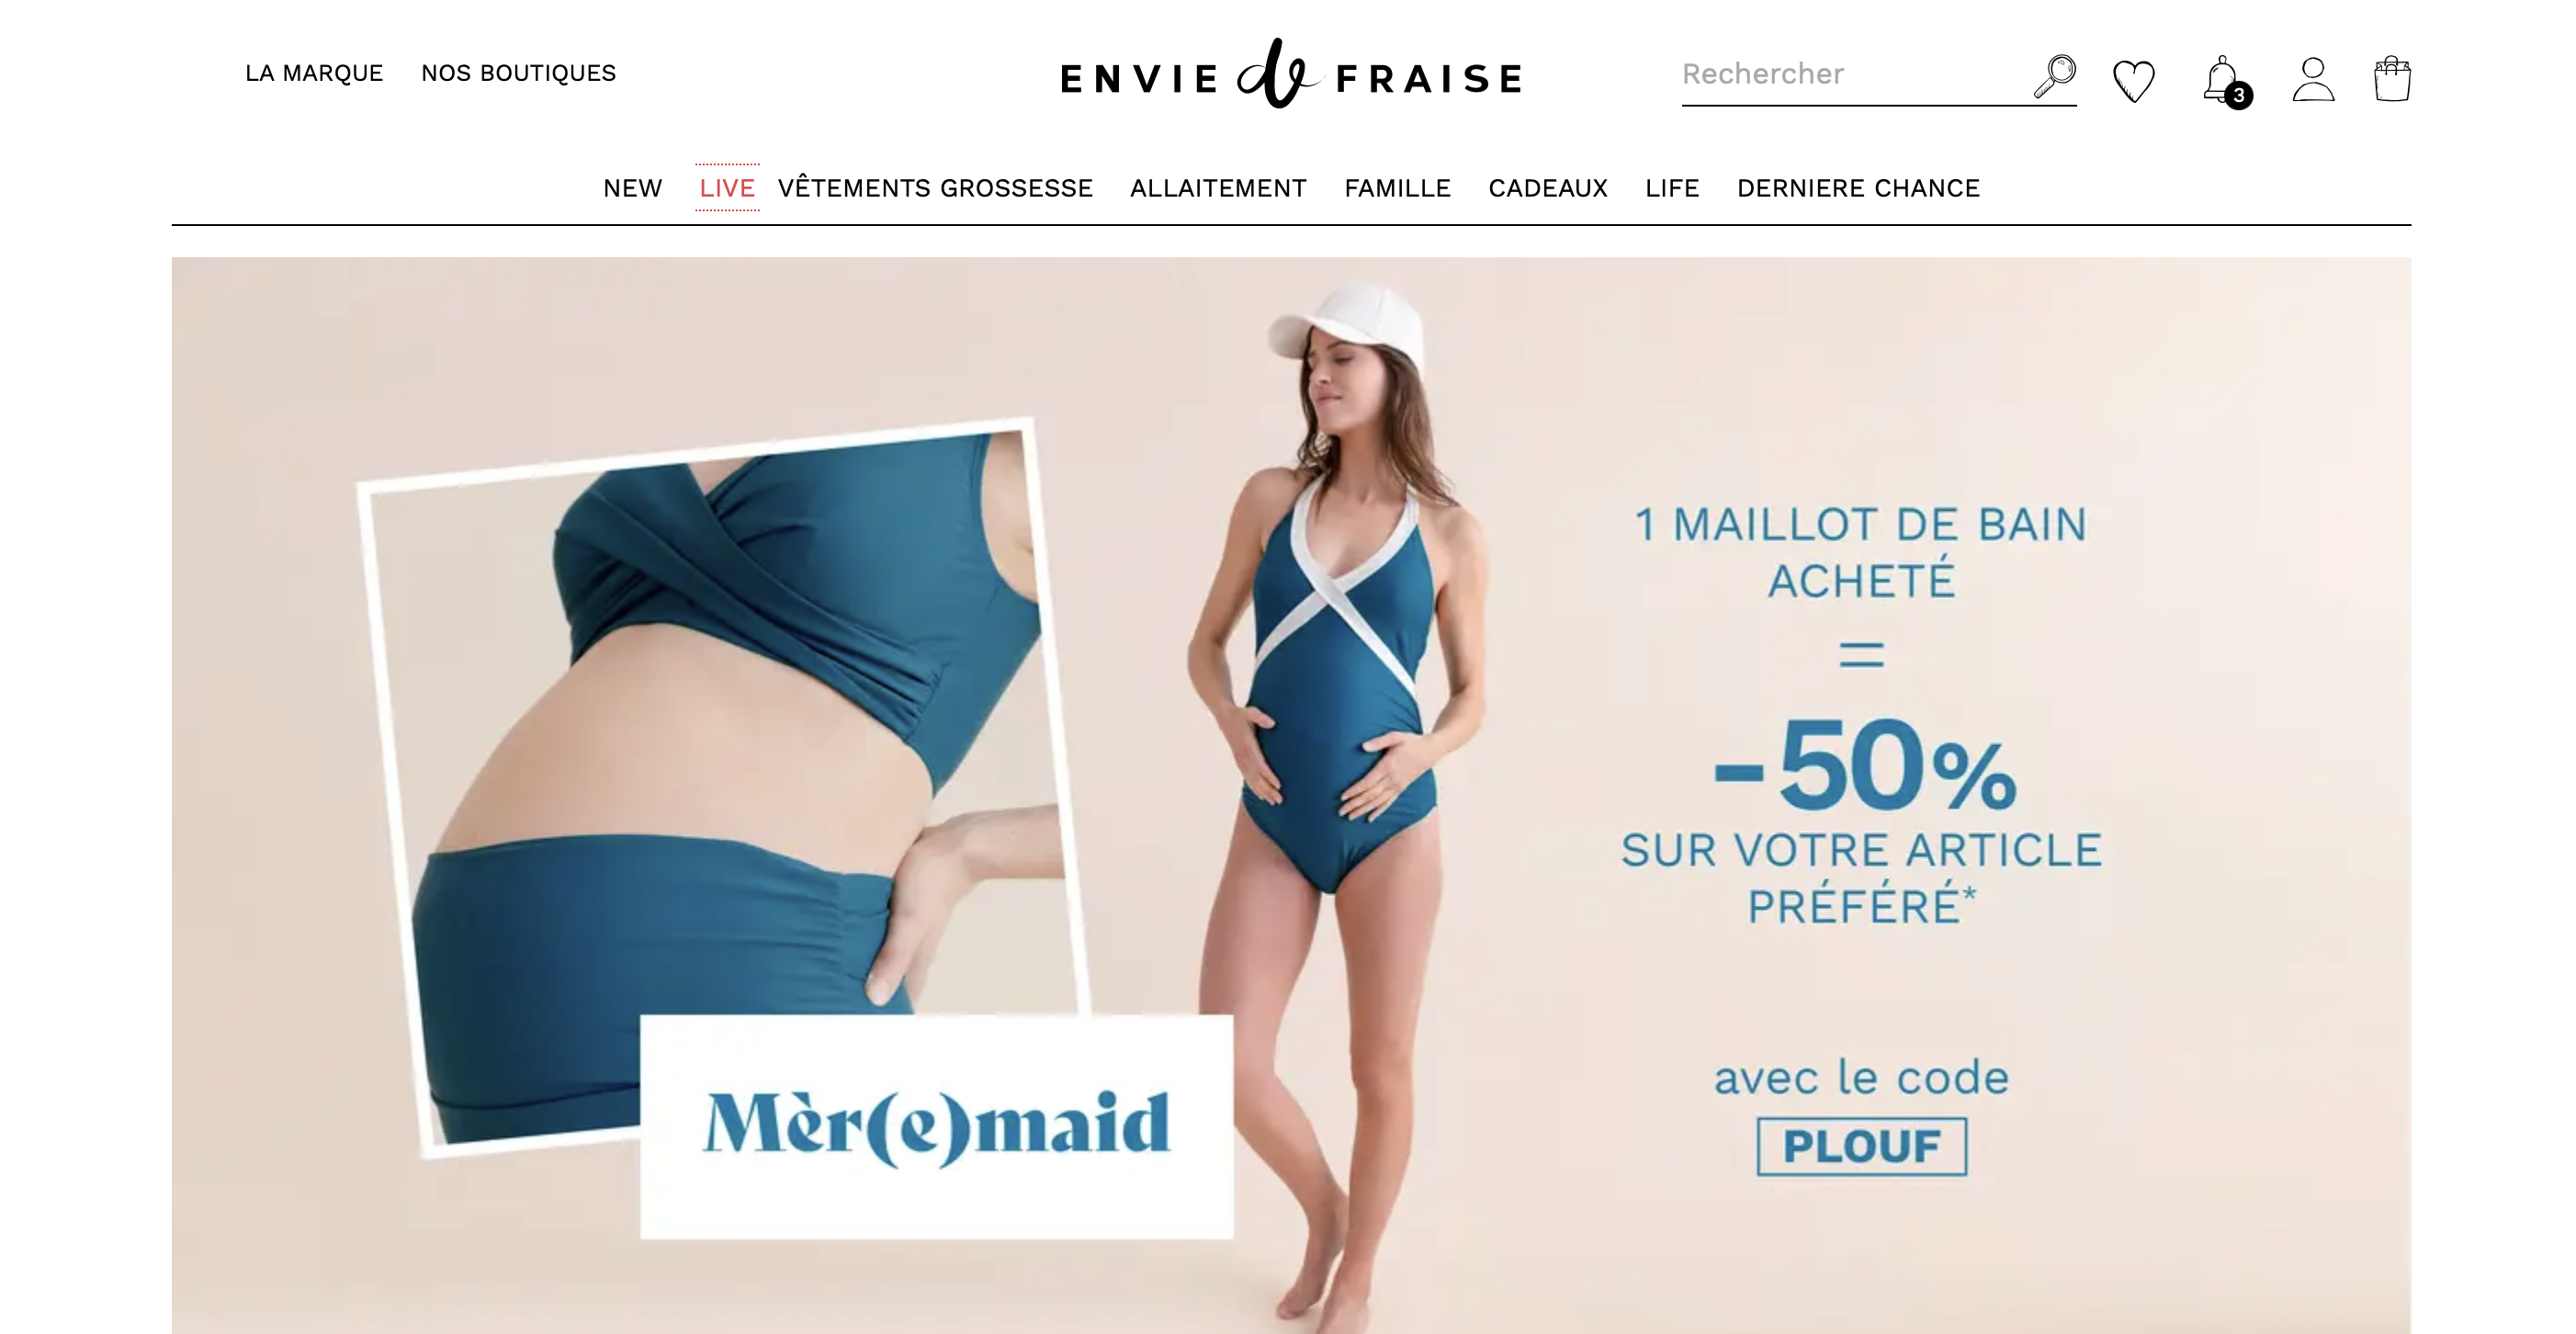 LA MARQUE NOS BOUTIQUES
ENVIE de FRAISE
Rechercher
3
NEW LIVE VÊTEMENTS GROSSESSE ALLAITEMENT FAMILLE CADEAUX LIFE DERNIERE CHANCE
1 MAILLOT DE BAIN
ACHETÉ
=
-50%
SUR VOTRE ARTICLE
PRÉFÉRÉ*
avec le code
PLOUF
Mèr(e)maid